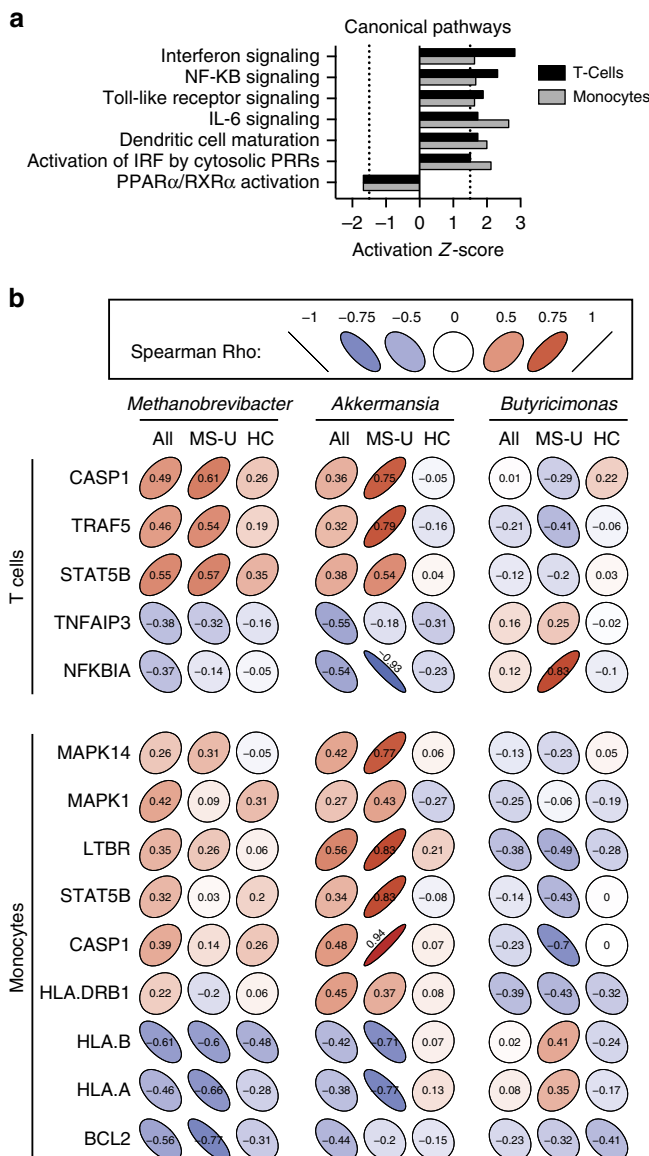 a
Canonical pathways
Interferon signaling
NF-KB signaling
Toll-like receptor signaling
IL-6 signaling
Dendritic cell maturation
Activation of IRF by cytosolic PRRs
PPARα/RXRα activation
T-Cells
Monocytes
−2 −1 0 1 2 3
Activation Z-score
b
−1 −0.75 −0.5 0 0.5 0.75 1
Spearman Rho:
Methanobrevibacter Akkermansia Butyricimonas
All MS-U HC All MS-U HC All MS-U HC
T cells
CASP1 0.49 0.61 0.26 0.36 0.75 −0.05 0.01 −0.29 0.22
TRAF5 0.46 0.54 0.19 0.32 0.79 −0.16 −0.21 −0.41 −0.06
STAT5B 0.55 0.57 0.35 0.38 0.54 0.04 −0.12 −0.2 0.03
TNFAIP3 −0.38 −0.32 −0.16 −0.55 −0.18 −0.31 0.16 0.25 −0.02
NFKBIA −0.37 −0.14 −0.05 −0.54 −0.93 −0.23 0.12 0.83 −0.1
Monocytes
MAPK14 0.26 0.31 −0.05 0.42 0.77 0.06 −0.13 −0.23 0.05
MAPK1 0.42 0.09 0.31 0.27 0.43 −0.27 −0.25 −0.06 −0.19
LTBR 0.35 0.26 0.06 0.56 0.83 0.21 −0.38 −0.49 −0.28
STAT5B 0.32 0.03 0.2 0.34 0.83 −0.08 −0.14 −0.43 0
CASP1 0.39 0.14 0.26 0.48 0.94 0.07 −0.23 −0.7 0
HLA.DRB1 0.22 −0.2 0.06 0.45 0.37 0.08 −0.39 −0.43 −0.32
HLA.B −0.61 −0.6 −0.48 −0.42 −0.71 0.07 0.02 0.41 −0.24
HLA.A −0.46 −0.66 −0.28 −0.38 −0.77 0.13 0.08 0.35 −0.17
BCL2 −0.56 −0.77 −0.31 −0.44 −0.2 −0.15 −0.23 −0.32 −0.41